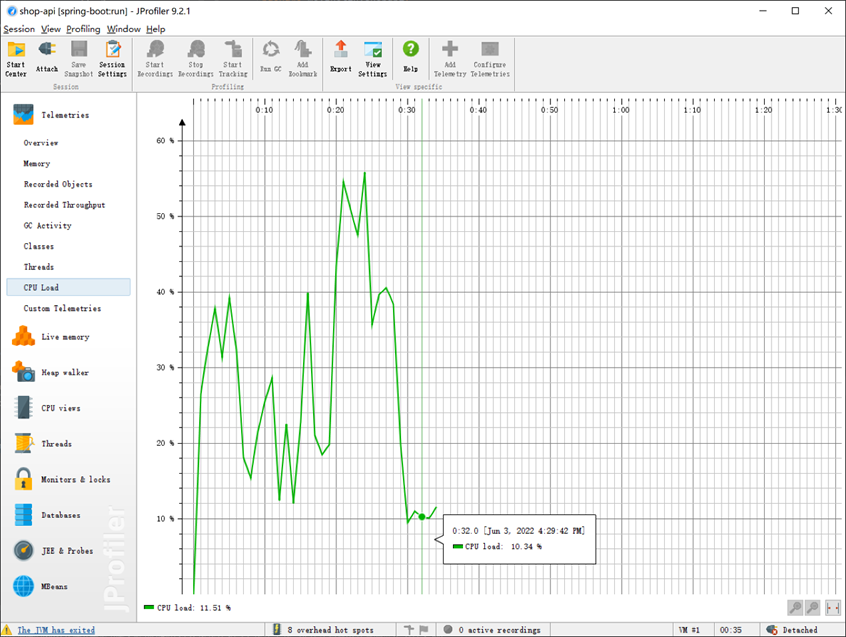 shop-api [spring-boot:run] - JProfiler 9.2.1
Session View Profiling Window Help
Start Center
Attach
Save Snapshot
Session Settings
Start Recordings
Stop Recordings
Start Tracking
Run GC
Add Bookmark
Export
View Settings
Help
Add Telemetry
Configure Telemetries
Session
Profiling
View specific
Telemetries
Overview
Memory
Recorded Objects
Recorded Throughput
GC Activity
Classes
Threads
CPU Load
Custom Telemetries
Live memory
Heap walker
CPU views
Threads
Monitors & locks
Databases
JEE & Probes
MBeans
JProfiler
0:10 0:20 0:30 0:40 0:50 1:00 1:10 1:20 1:30
60 %
50 %
40 %
30 %
20 %
10 %
0:32.0 [Jun 3, 2022 4:29:42 PM]
CPU load: 10.34 %
CPU load: 11.51 %
The JVM has exited
8 overhead hot spots
0 active recordings
VM #1
00:35
Detached